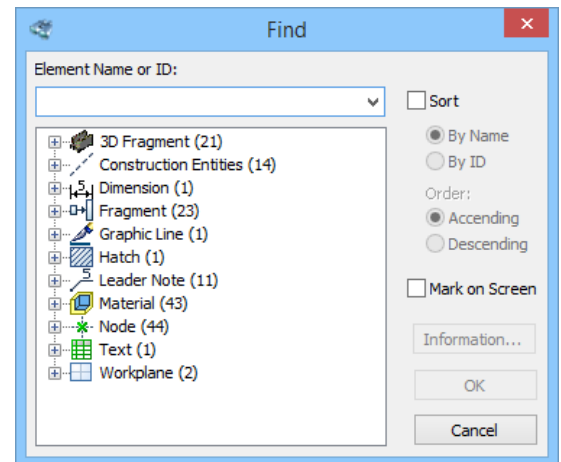 Find
Element Name or ID:
3D Fragment (21)
Construction Entities (14)
Dimension (1)
Fragment (23)
Graphic Line (1)
Hatch (1)
Leader Note (11)
Material (43)
Node (44)
Text (1)
Workplane (2)
Sort
By Name
By ID
Order:
Accending
Descending
Mark on Screen
Information...
OK
Cancel